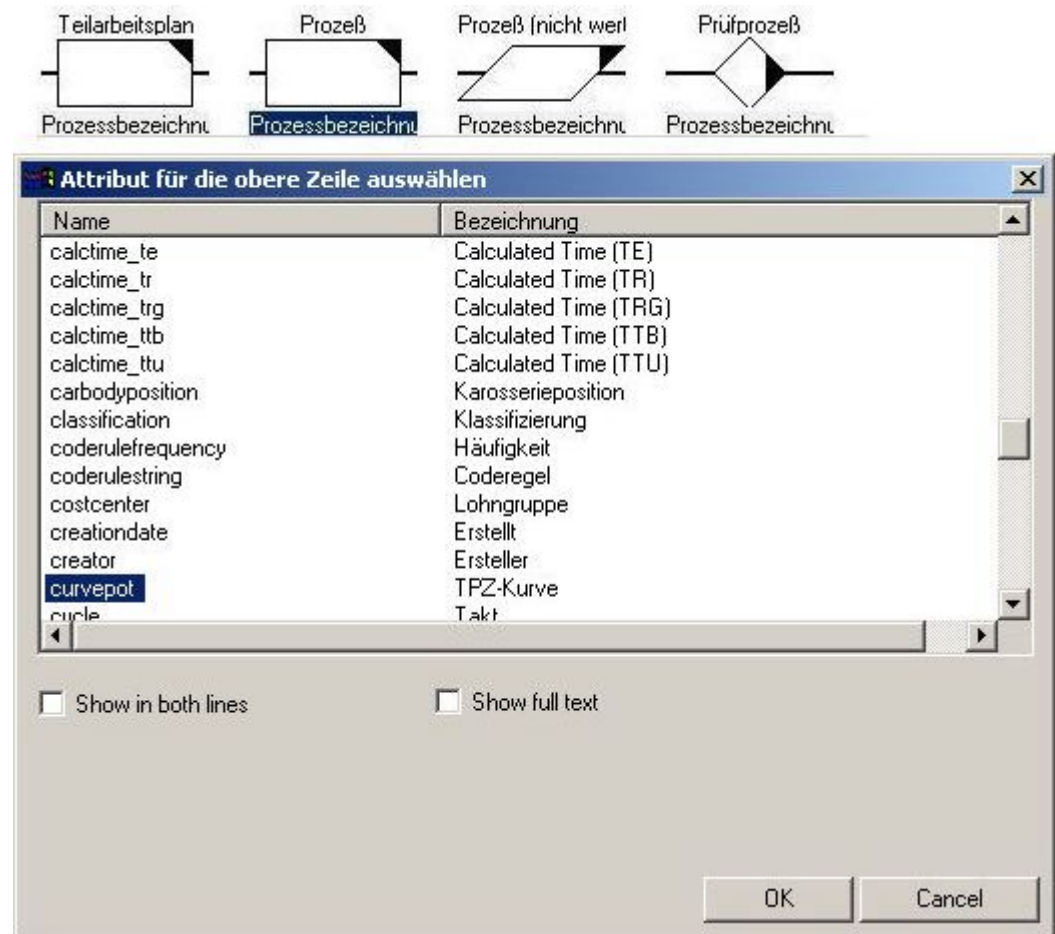 Teilarbeitsplan Prozeß Prozeß (nicht wert Prüfprozeß
Prozessbezeichnu Prozessbezeichnu Prozessbezeichnu Prozessbezeichnu
Attribut für die obere Zeile auswählen
Name Bezeichnung
calctime_te Calculated Time (TE)
calctime_tr Calculated Time (TR)
calctime_trg Calculated Time (TRG)
calctime_ttb Calculated Time (TTB)
calctime_ttu Calculated Time (TTU)
carbodyposition Karosserieposition
classification Klassifizierung
coderulefrequency Häufigkeit
coderulestring Coderegel
costcenter Lohngruppe
creationdate Erstellt
creator Ersteller
curvepot TPZ-Kurve
cycle Takt
Show in both lines Show full text
OK Cancel